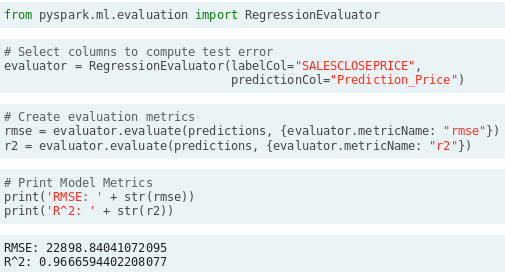 from pyspark.ml.evaluation import RegressionEvaluator
# Select columns to compute test error
evaluator = RegressionEvaluator(labelCol="SALESCLOSEPRICE",
                                predictionCol="Prediction_Price")
# Create evaluation metrics
rmse = evaluator.evaluate(predictions, {evaluator.metricName: "rmse"})
r2 = evaluator.evaluate(predictions, {evaluator.metricName: "r2"})
# Print Model Metrics
print('RMSE: ' + str(rmse))
print('R^2: ' + str(r2))
RMSE: 22898.84041072095
R^2: 0.9666594402208077